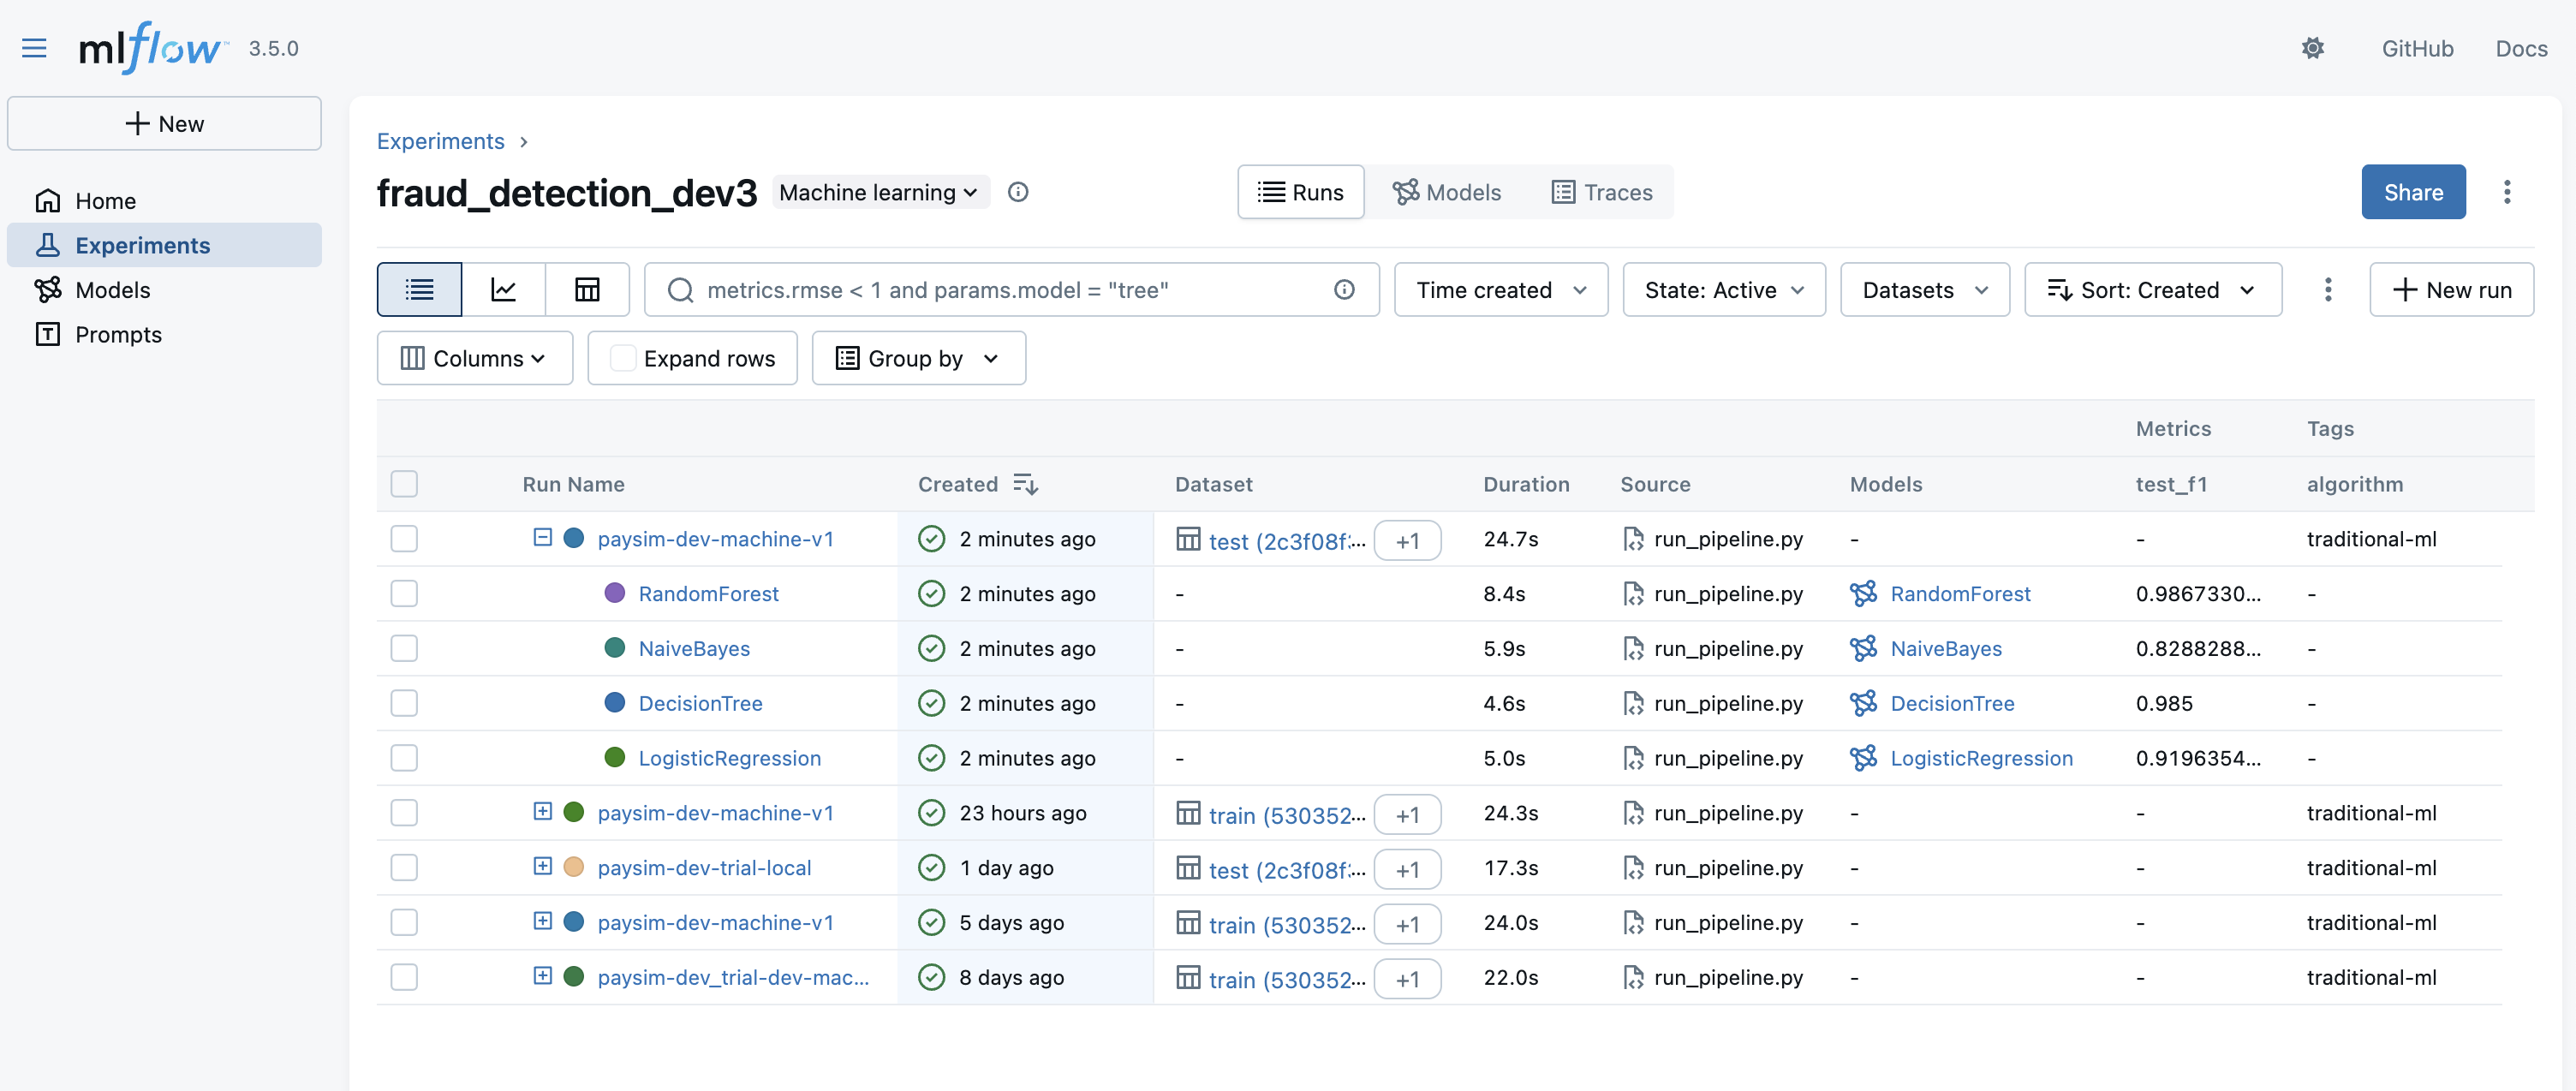 mlflow™ 3.5.0
GitHub
Docs
New
Home
Experiments
Models
Prompts
Experiments ›
fraud_detection_dev3 Machine learning
Runs Models Traces
Share
metrics.rmse < 1 and params.model = "tree"
Time created State: Active Datasets Sort: Created New run
Columns Expand rows Group by
Metrics Tags
Run Name Created Dataset Duration Source Models test_f1 algorithm
paysim-dev-machine-v1 2 minutes ago test (2c3f08f... +1 24.7s run_pipeline.py - - traditional-ml
RandomForest 2 minutes ago - 8.4s run_pipeline.py RandomForest 0.9867330... -
NaiveBayes 2 minutes ago - 5.9s run_pipeline.py NaiveBayes 0.8288288... -
DecisionTree 2 minutes ago - 4.6s run_pipeline.py DecisionTree 0.985 -
LogisticRegression 2 minutes ago - 5.0s run_pipeline.py LogisticRegression 0.9196354... -
paysim-dev-machine-v1 23 hours ago train (530352... +1 24.3s run_pipeline.py - - traditional-ml
paysim-dev-trial-local 1 day ago test (2c3f08f... +1 17.3s run_pipeline.py - - traditional-ml
paysim-dev-machine-v1 5 days ago train (530352... +1 24.0s run_pipeline.py - - traditional-ml
paysim-dev_trial-dev-mac... 8 days ago train (530352... +1 22.0s run_pipeline.py - - traditional-ml